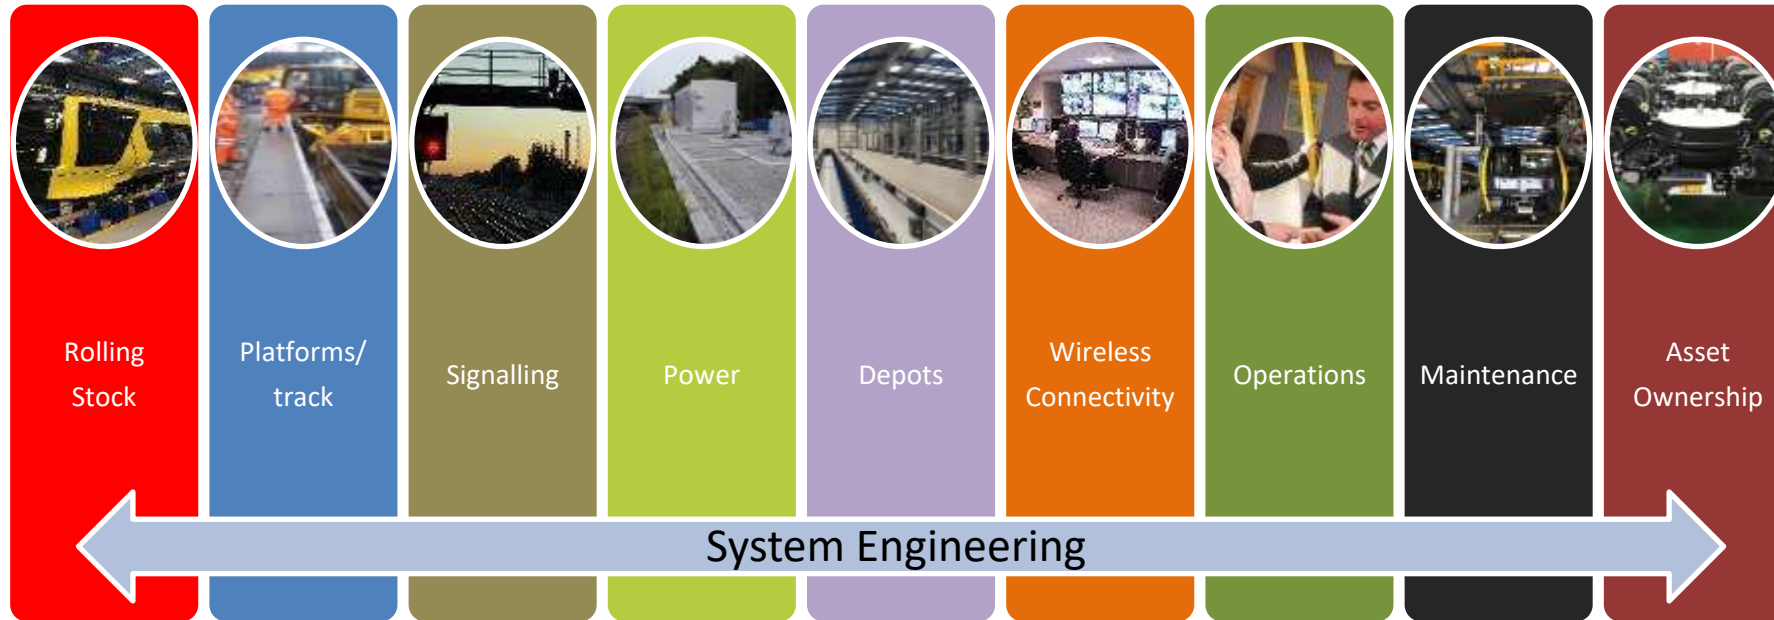 Rolling
Stock
Platforms/
track
Signalling
Power
Depots
Wireless
Connectivity
Operations
Maintenance
Asset
Ownership
System Engineering